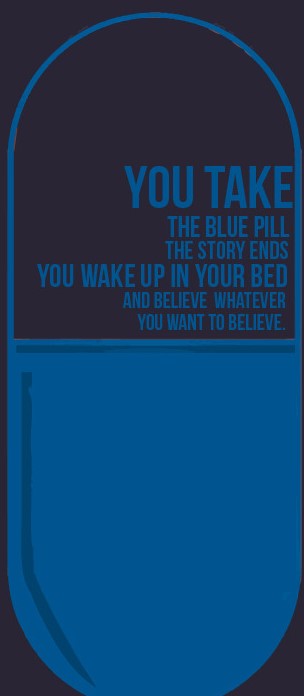 YOU TAKE
THE BLUE PILL
THE STORY ENDS
YOU WAKE UP IN YOUR BED
AND BELIEVE WHATEVER
YOU WANT TO BELIEVE.